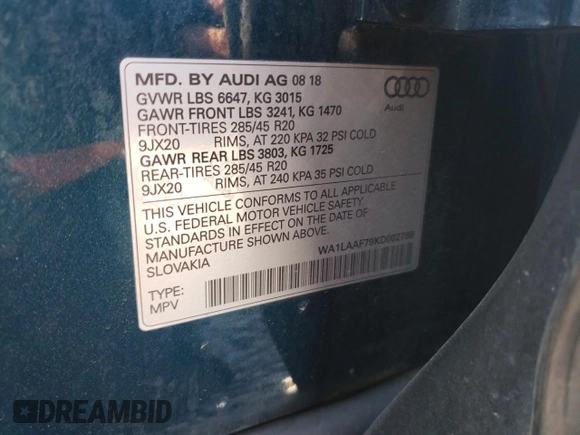 MFD. BY AUDI AG 08 18
GVWR LBS 6647, KG 3015
GAWR FRONT LBS 3241, KG 1470
FRONT-TIRES 285/45 R20
9JX20 RIMS, AT 220 KPA 32 PSI COLD
GAWR REAR LBS 3803, KG 1725
REAR-TIRES 285/45 R20
9JX20 RIMS, AT 240 KPA 35 PSI COLD
Audi
THIS VEHICLE CONFORMS TO ALL APPLICABLE
U.S. FEDERAL MOTOR VEHICLE SAFETY
STANDARDS IN EFFECT ON THE DATE OF
MANUFACTURE SHOWN ABOVE.
SLOVAKIA
TYPE:
MPV
DREAMBID